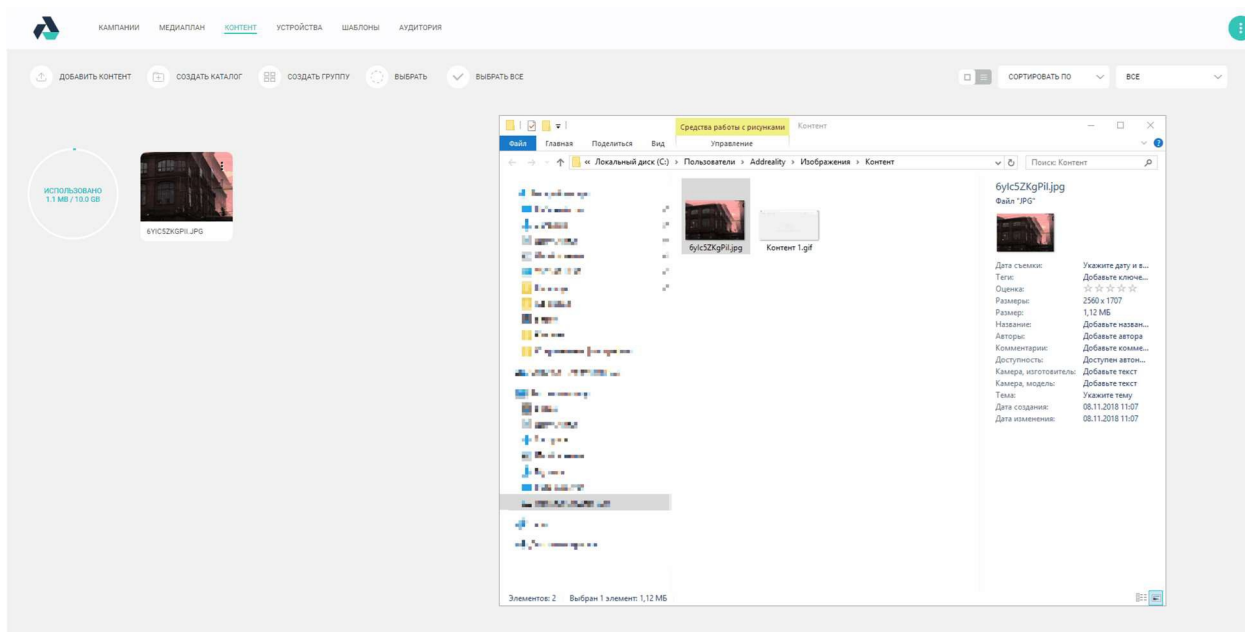 КАМПАНИИ МЕДИАПЛАН КОНТЕНТ УСТРОЙСТВА ШАБЛОНЫ АУДИТОРИЯ
ДОБАВИТЬ КОНТЕНТ СОЗДАТЬ КАТАЛОГ СОЗДАТЬ ГРУППУ ВЫБРАТЬ ВЫБРАТЬ ВСЕ СОРТИРОВАТЬ ПО ВСЕ
ИСПОЛЬЗОВАНО
1.1 MB / 10.0 GB
6YIC5ZKGPII.JPG
Средства работы с рисунками Контент
Файл Главная Поделиться Вид Управление
« Локальный диск (C:) › Пользователи › Addreality › Изображения › Контент Поиск: Контент
6ylc5ZKgPiI.jpg Контент 1.gif
6ylc5ZKgPiI.jpg
Файл "JPG"
Дата съемки: Укажите дату и в...
Теги: Добавьте ключе...
Оценка: ☆☆☆☆☆
Размеры: 2560 x 1707
Размер: 1,12 МБ
Название: Добавьте назван...
Авторы: Добавьте автора
Комментарии: Добавьте комме...
Доступность: Доступен автон...
Камера, изготовитель: Добавьте текст
Камера, модель: Добавьте текст
Тема: Укажите тему
Дата создания: 08.11.2018 11:07
Дата изменения: 08.11.2018 11:07
Элементов: 2 Выбран 1 элемент: 1,12 МБ